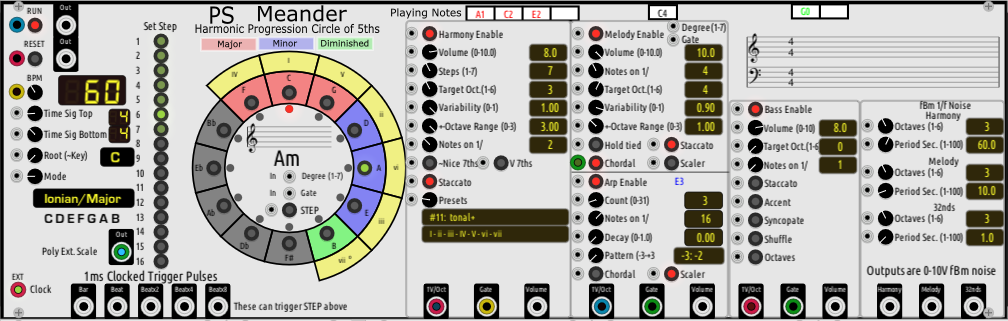 RUN
Out
RESET
Out
BPM
60
Time Sig Top
4
Time Sig Bottom
4
Root (~Key)
C
Mode
Ionian/Major
CDEFGAB
Poly Ext. Scale
Out
EXT
Clock
Set Step
1
2
3
4
5
6
7
8
9
10
11
12
13
14
15
16
PS Meander
Harmonic Progression Circle of 5ths
Major
Minor
Diminished
IV
I
V
ii
vi
iii
vii°
F
C
G
D
A
E
B
F#
Db
Ab
Eb
Bb
Am
In Degree (1-7)
In Gate
STEP
1ms Clocked Trigger Pulses
Bar
Beat
Beatx2
Beatx4
Beatx8
These can trigger STEP above
Playing Notes
A1
C2
E2
C4
G0
Harmony Enable
Volume (0-10.0)
8.0
Steps (1-7)
7
Target Oct.(1-6)
3
Variability (0-1)
1.00
+-Octave Range (0-3)
3.00
Notes on 1/
2
~Nice 7ths
V 7ths
Staccato
Presets
#11: tonal+
I - ii - iii - IV - V - vi - vii
1V/Oct
Gate
Volume
Degree(1-7)
Gate
Melody Enable
Volume (0-10.0)
10.0
Notes on 1/
4
Target Oct.(1-6)
4
Variability (0-1)
0.90
+-Octave Range (0-3)
1.00
Hold tied
Staccato
Chordal
Scaler
Arp Enable
E3
Count (0-31)
3
Notes on 1/
16
Decay (0-1.0)
0.00
Pattern (-3-+3
-3: -2
Chordal
Scaler
1V/Oct
Gate
Volume
4
4
4
4
Bass Enable
Volume (0-10)
8.0
Target Oct.(1-6
0
Notes on 1/
1
Staccato
Accent
Syncopate
Shuffle
Octaves
1V/Oct
Gate
Volume
fBm 1/f Noise
Harmony
Octaves (1-6)
3
Period Sec. (1-100)
60.0
Melody
Octaves (1-6)
3
Period Sec. (1-100)
10.0
32nds
Octaves (1-6)
3
Period Sec. (1-100)
1.0
Outputs are 0-10V fBm noise
Harmony
Melody
32nds